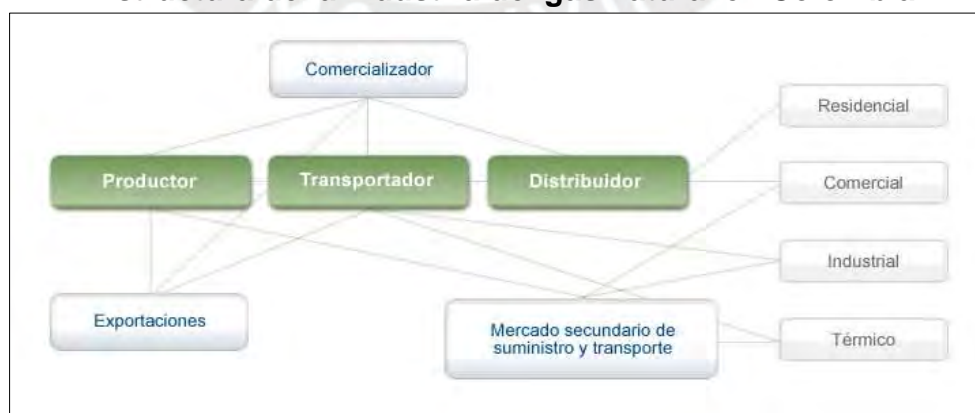 Comercializador
Residencial
Productor
Transportador
Distribuidor
Comercial
Industrial
Exportaciones
Mercado secundario de
suministro y transporte
Térmico